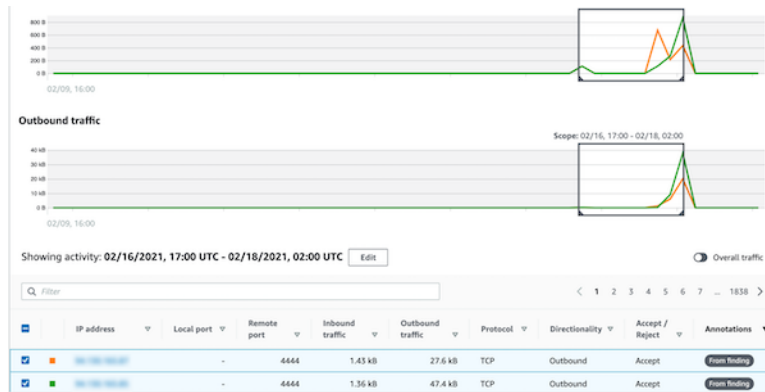 800 B
600 B
400 B
200 B
0 B
02/09, 16:00
Outbound traffic
Scope: 02/16, 17:00 - 02/18, 02:00
40 kB
30 kB
20 kB
10 kB
0 B
02/09, 16:00
Showing activity: 02/16/2021, 17:00 UTC - 02/18/2021, 02:00 UTC Edit Overall traffic
Filter < 1 2 3 4 5 6 7 ... 1838 >
IP address Local port Remote port Inbound traffic Outbound traffic Protocol Directionality Accept / Reject Annotations
- 4444 1.43 kB 27.6 kB TCP Outbound Accept From finding
- 4444 1.36 kB 47.4 kB TCP Outbound Accept From finding